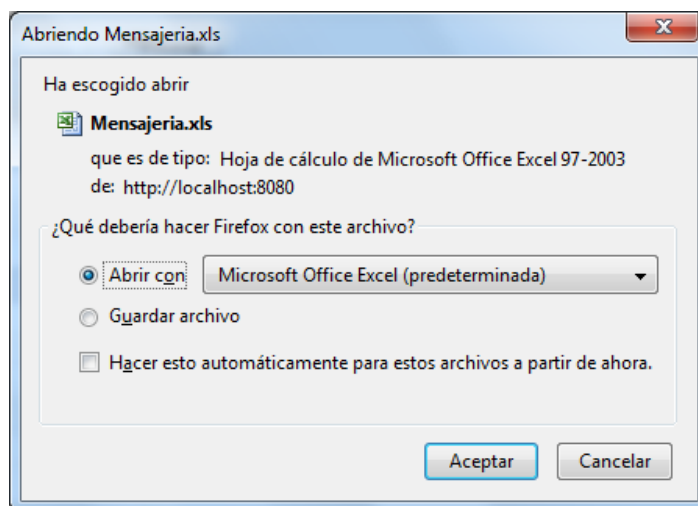 Abriendo Mensajeria.xls
Ha escogido abrir
Mensajeria.xls
que es de tipo: Hoja de cálculo de Microsoft Office Excel 97-2003
de: http://localhost:8080
¿Qué debería hacer Firefox con este archivo?
Abrir con Microsoft Office Excel (predeterminada)
Guardar archivo
Hacer esto automáticamente para estos archivos a partir de ahora.
Aceptar Cancelar